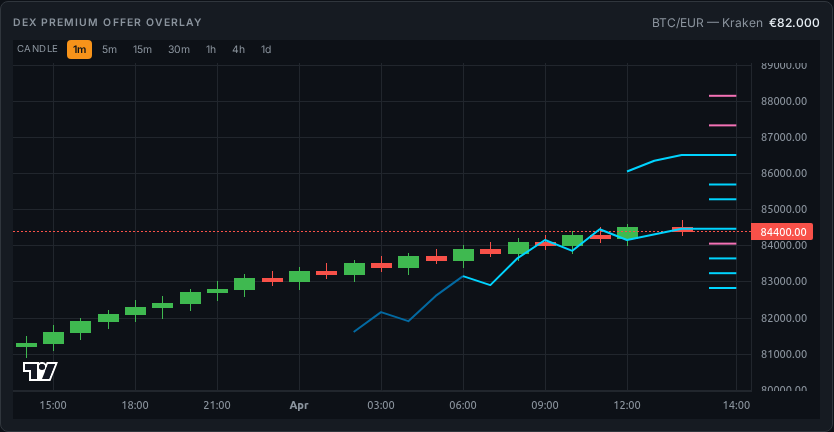 DEX PREMIUM OFFER OVERLAY
BTC/EUR — Kraken €82.000
CANDLE 1m 5m 15m 30m 1h 4h 1d
89000.00
88000.00
87000.00
86000.00
85000.00
84400.00
84000.00
83000.00
82000.00
81000.00
80000.00
15:00 18:00 21:00 Apr 03:00 06:00 09:00 12:00 14:00